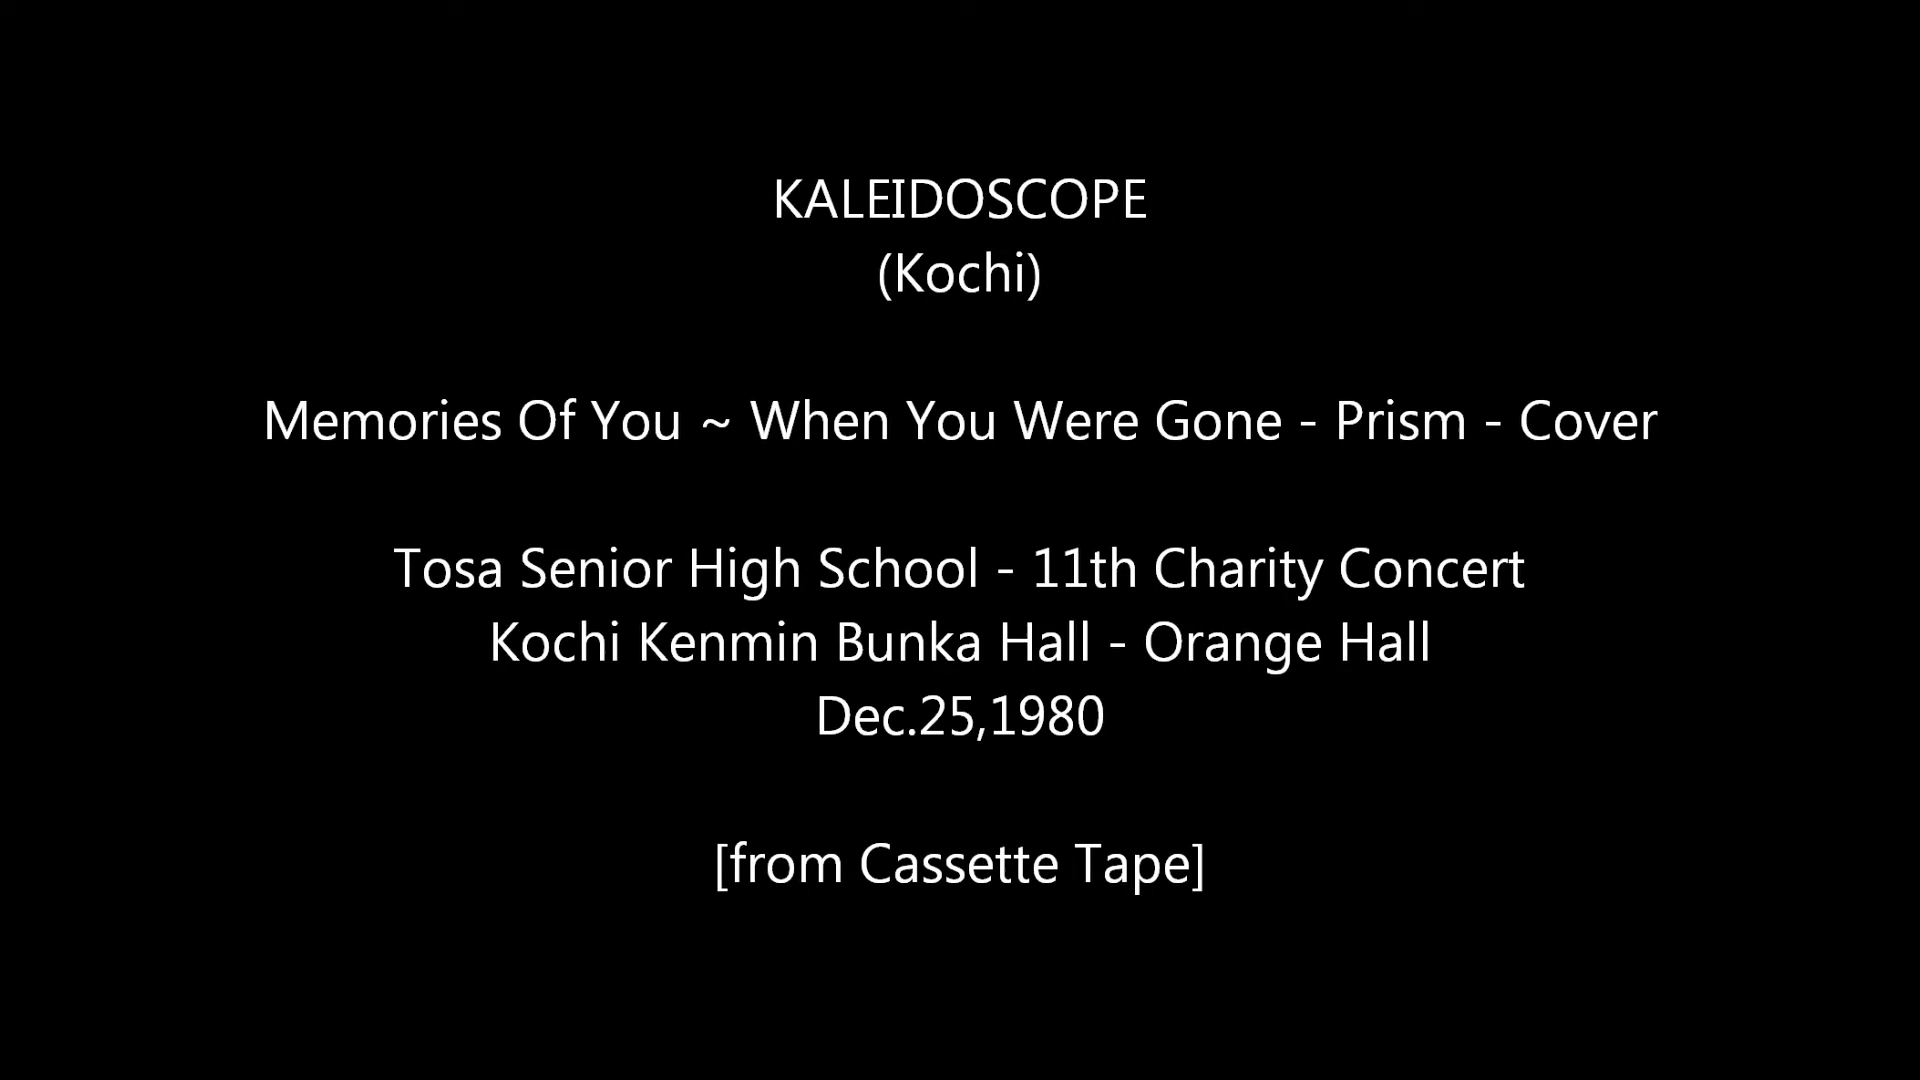 KALEIDOSCOPE
(Kochi)
Memories Of You ~ When You Were Gone - Prism - Cover
Tosa Senior High School - 11th Charity Concert
Kochi Kenmin Bunka Hall - Orange Hall
Dec.25,1980
[from Cassette Tape]